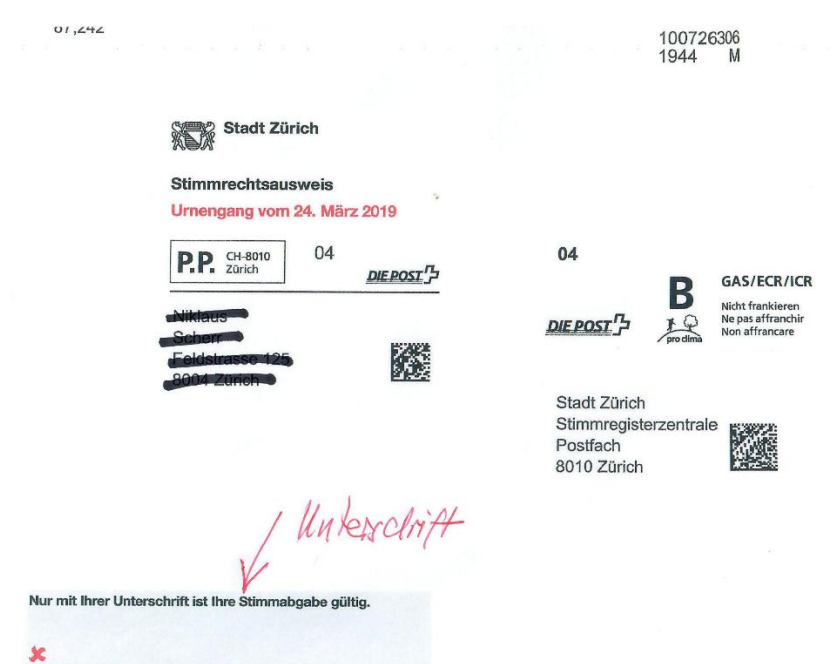 100726306
1944 M
Stadt Zürich
Stimmrechtsausweis
Urnengang vom 24. März 2019
P.P. CH-8010
Zürich
04
DIE POST
04
DIE POST
B
pro clima
GAS/ECR/ICR
Nicht frankieren
Ne pas affranchir
Non affrancare
Stadt Zürich
Stimmregisterzentrale
Postfach
8010 Zürich
Unterschrift
Nur mit Ihrer Unterschrift ist Ihre Stimmabgabe gültig.